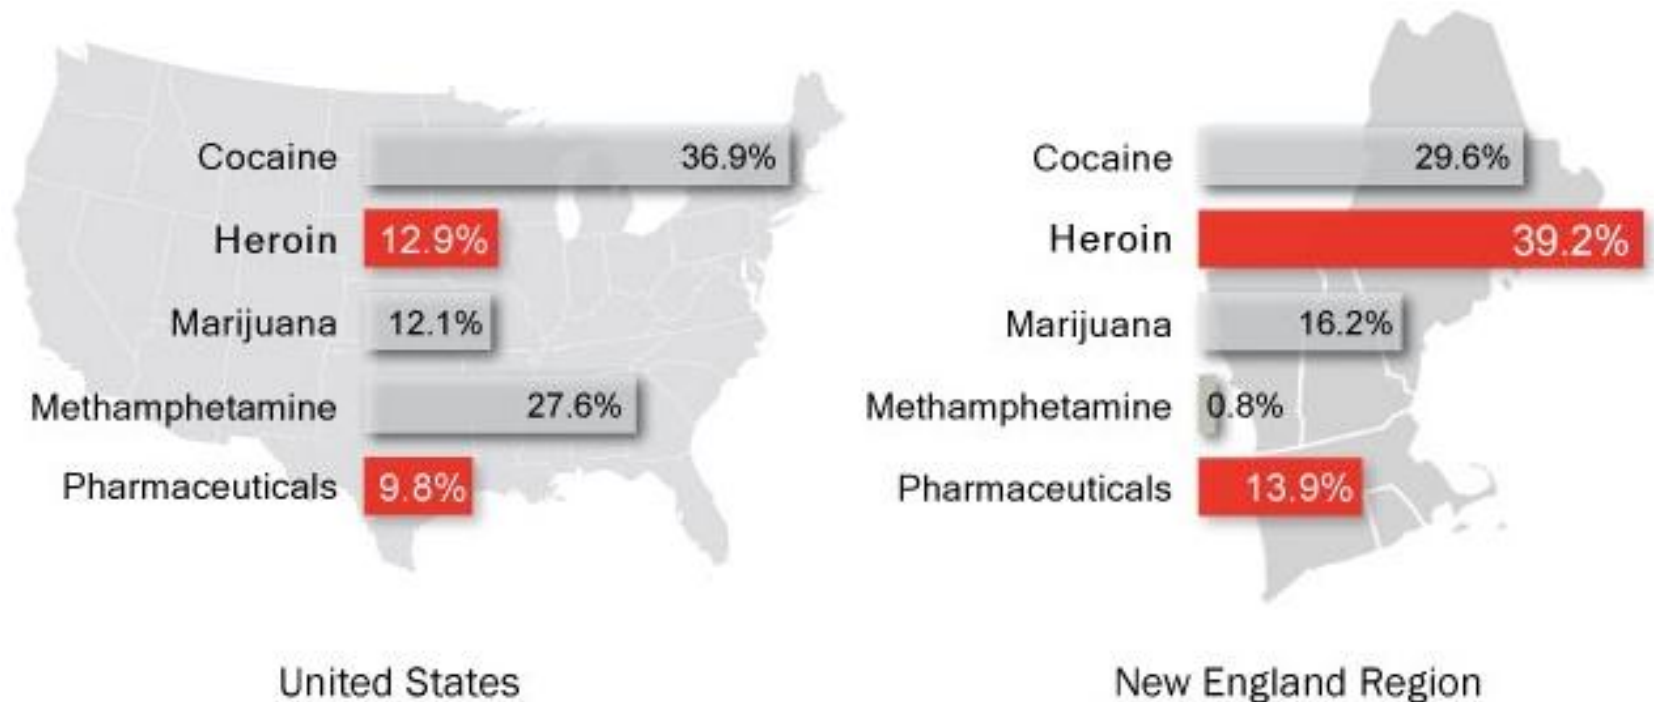 Cocaine 36.9%
Heroin 12.9%
Marijuana 12.1%
Methamphetamine 27.6%
Pharmaceuticals 9.8%
United States
Cocaine 29.6%
Heroin 39.2%
Marijuana 16.2%
Methamphetamine 0.8%
Pharmaceuticals 13.9%
New England Region